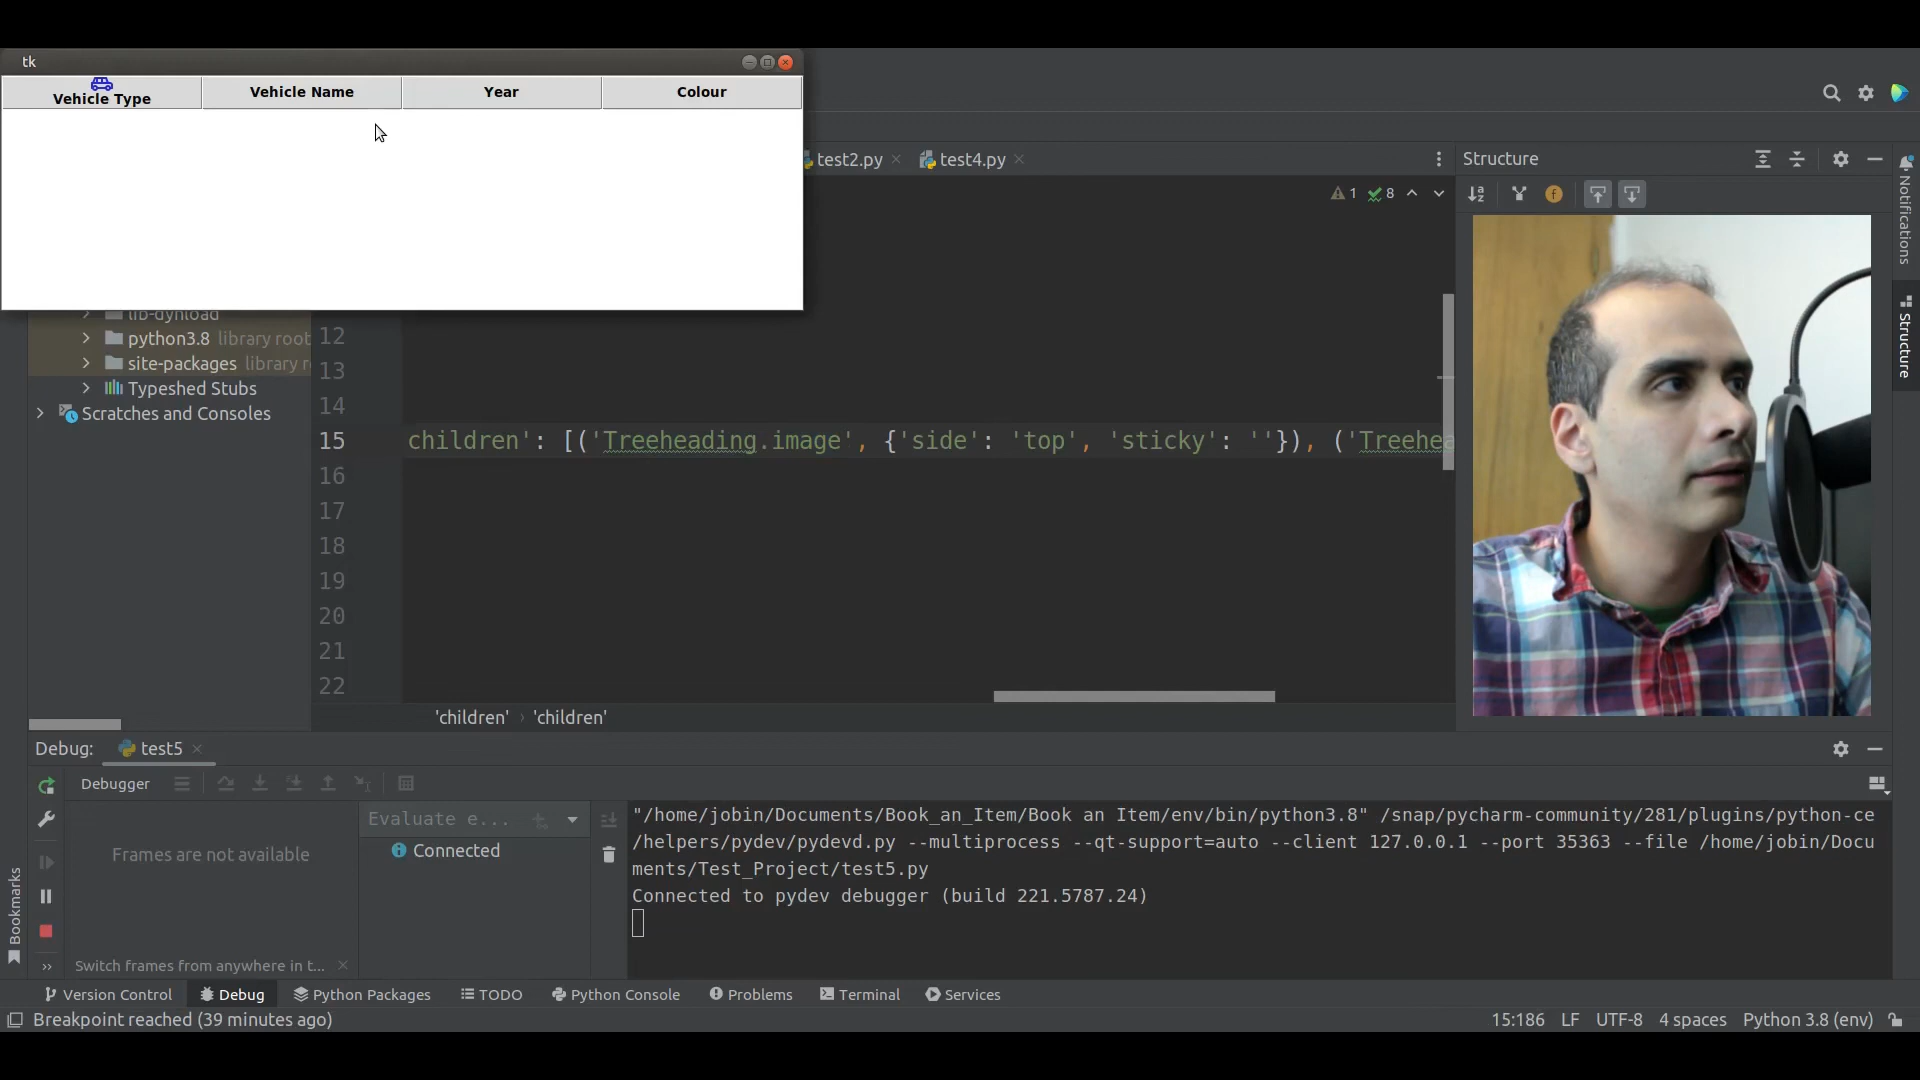 tk
Vehicle Type
Vehicle Name
Year
Colour
test2.py
test4.py
Structure
1
8
Notifications
Structure
lib-dynload
python3.8 library root
site-packages library r
Typeshed Stubs
Scratches and Consoles
12
13
14
15 children': [('Treeheading.image', {'side': 'top', 'sticky': ''}), ('Treehea
16
17
18
19
20
21
22
'children' › 'children'
Debug:
test5
Debugger
Evaluate e...
Frames are not available
Connected
"/home/jobin/Documents/Book_an_Item/Book an Item/env/bin/python3.8" /snap/pycharm-community/281/plugins/python-ce
/helpers/pydev/pydevd.py --multiprocess --qt-support=auto --client 127.0.0.1 --port 35363 --file /home/jobin/Docu
ments/Test_Project/test5.py
Connected to pydev debugger (build 221.5787.24)
Bookmarks
Switch frames from anywhere in t...
Version Control
Debug
Python Packages
TODO
Python Console
Problems
Terminal
Services
Breakpoint reached (39 minutes ago)
15:186
LF
UTF-8
4 spaces
Python 3.8 (env)